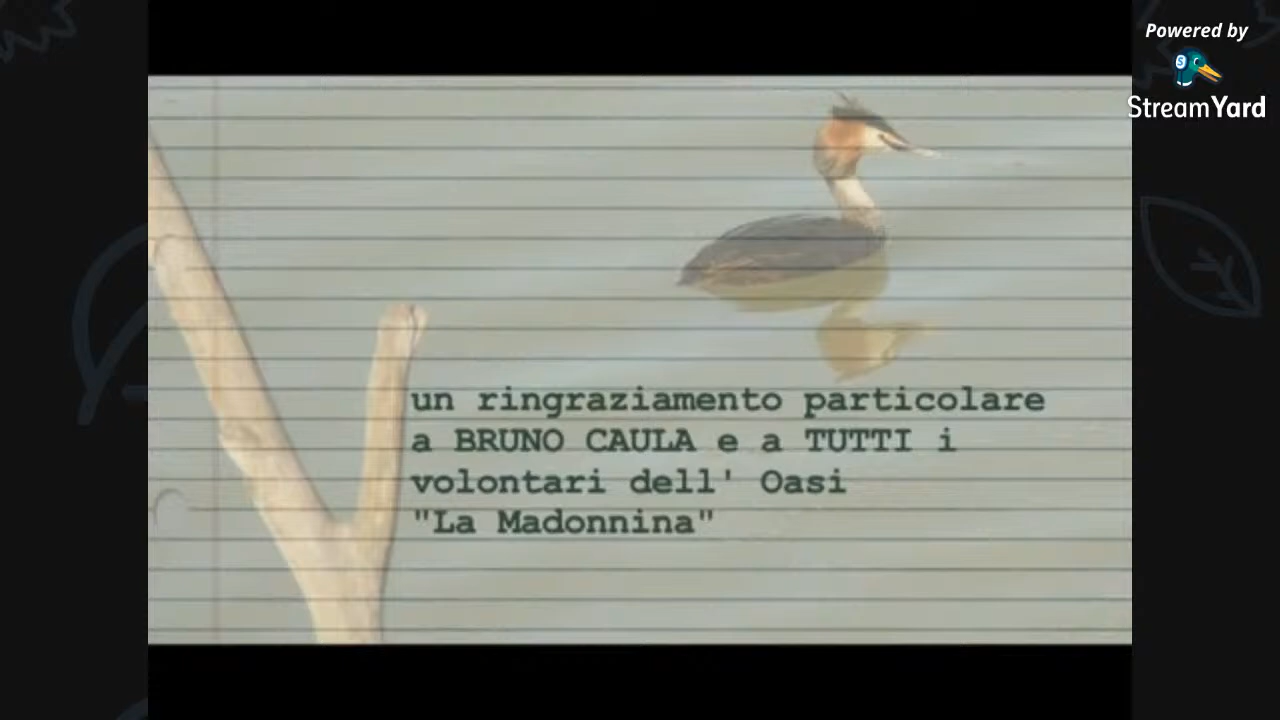 Powered by
StreamYard
un ringraziamento particolare
a BRUNO CAULA e a TUTTI i
volontari dell' Oasi
"La Madonnina"